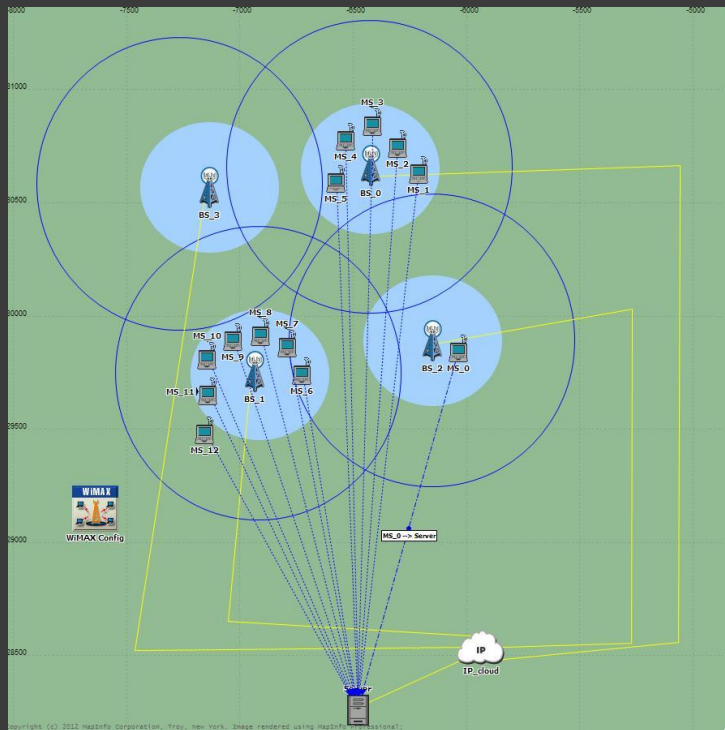 -7500
-7000
-6500
-6000
-5500
-5000
31000
30500
30000
29500
29000
28500
MS_3
MS_4
MS_2
MS_5
BS_0
MS_1
BS_3
MS_8
MS_7
MS_10
MS_9
BS_2
MS_0
MS_11
BS_1
MS_6
MS_12
WiMAX
WiMAX Config
MS_0 --> Server
IP
IP_cloud
Copyright (c) 2012 MapInfo Corporation, Troy, New York. Image rendered using MapInfo Professional?.